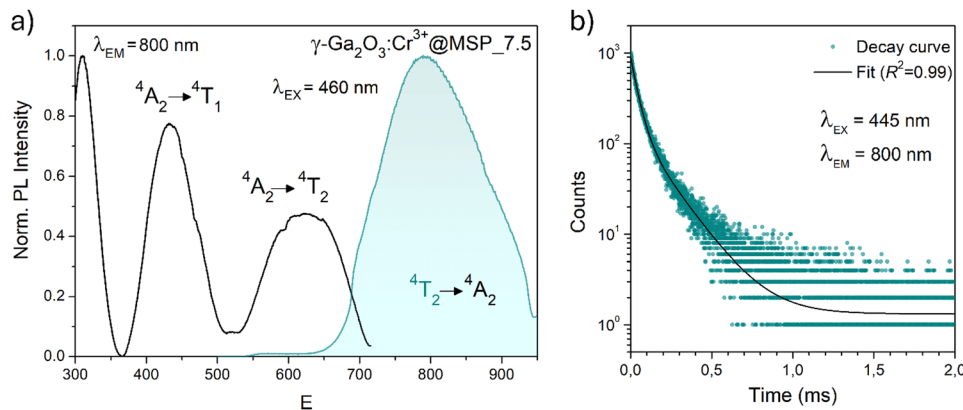 a)
λEM = 800 nm
γ-Ga2O3:Cr3+@MSP_7.5
4A2→4T1
λEX = 460 nm
4A2→4T2
4T2→4A2
Norm. PL Intensity
1.0
0.8
0.6
0.4
0.2
0.0
300 400 500 600 700 800 900
E
b)
Decay curve
Fit (R2=0.99)
λEX = 445 nm
λEM = 800 nm
Counts
103
102
101
100
0,0 0,5 1,0 1,5 2,0
Time (ms)